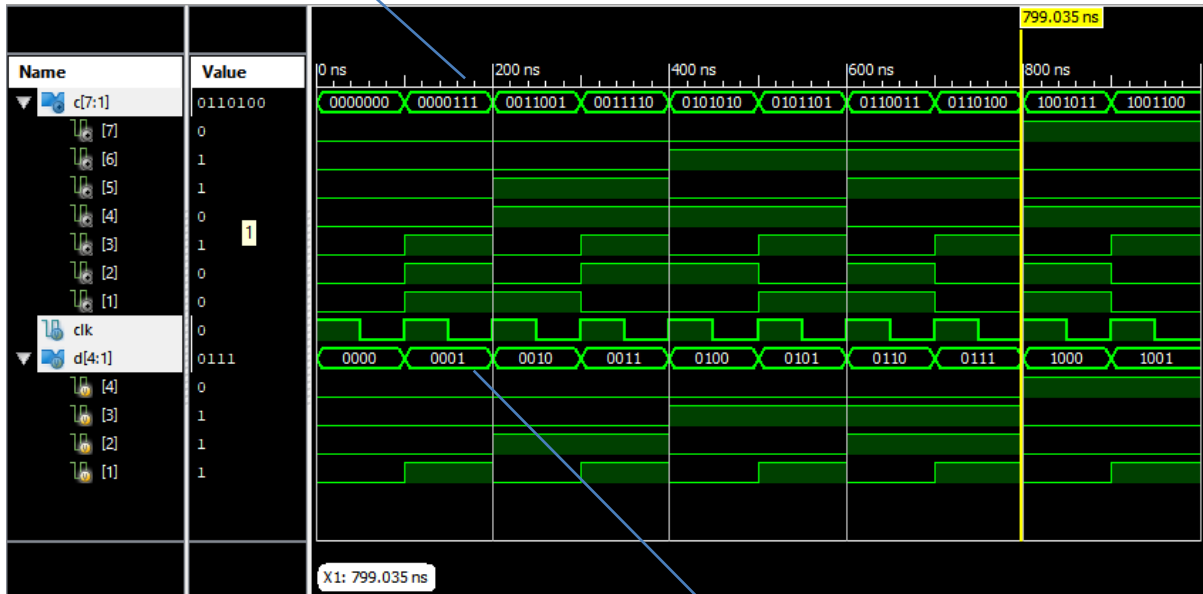 799.035 ns
Name Value 0 ns 200 ns 400 ns 600 ns 800 ns
c[7:1] 0110100 0000000 0000111 0011001 0011110 0101010 0101101 0110011 0110100 1001011 1001100
[7] 0
[6] 1
[5] 1
[4] 0
1
[3] 1
[2] 0
[1] 0
clk 0
d[4:1] 0111 0000 0001 0010 0011 0100 0101 0110 0111 1000 1001
[4] 0
[3] 1
[2] 1
[1] 1
X1: 799.035 ns